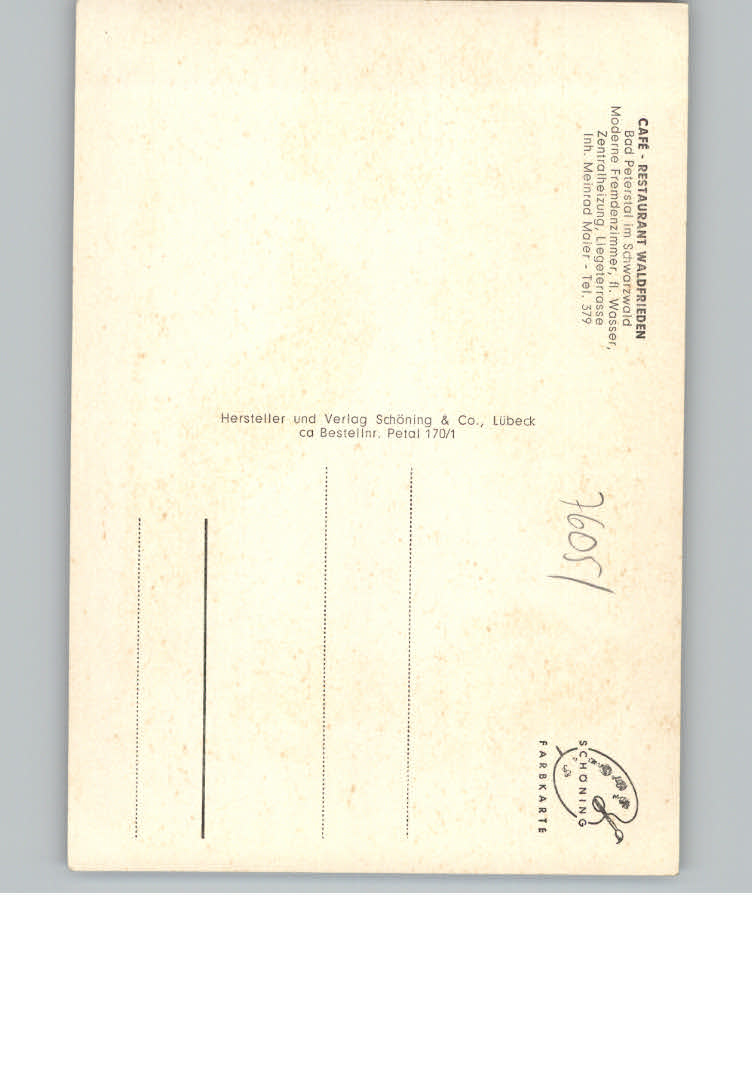 CAFÉ - RESTAURANT WALDFRIEDEN
Bad Peterstal im Schwarzwald
Moderne Fremdenzimmer, fl. Wasser,
Zentralheizung, Liegeterrasse
Inh. Meinrad Maier - Tel. 379
Hersteller und Verlag Schöning & Co., Lübeck
ca Bestellnr. Petal 170/1
76051
SCHÖNING
FARBKARTE